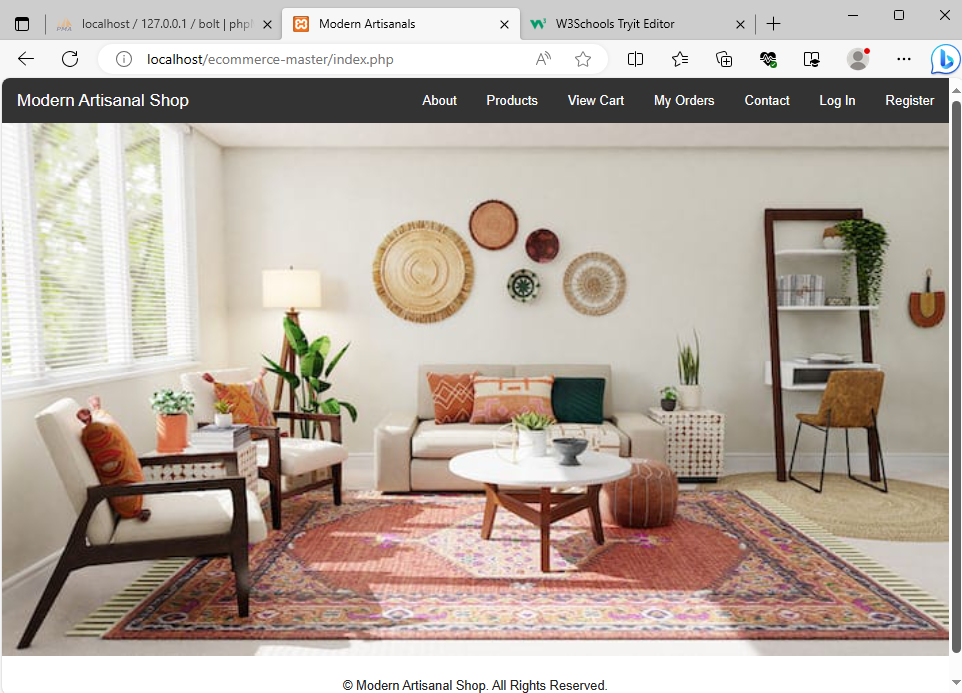 localhost / 127.0.0.1 / bolt | php
Modern Artisanals
W3Schools Tryit Editor
localhost/ecommerce-master/index.php
Modern Artisanal Shop
About
Products
View Cart
My Orders
Contact
Log In
Register
© Modern Artisanal Shop. All Rights Reserved.